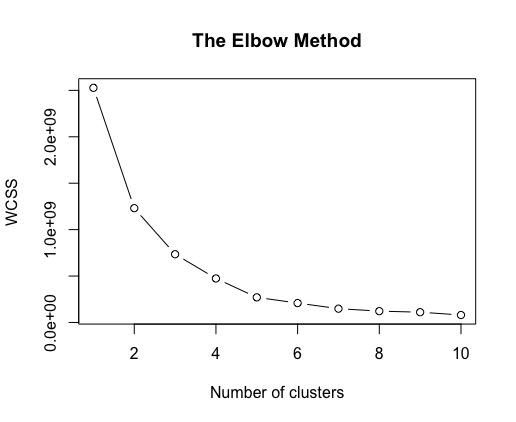 The Elbow Method
WCSS
0.0e+00
1.0e+09
2.0e+09
2 4 6 8 10
Number of clusters